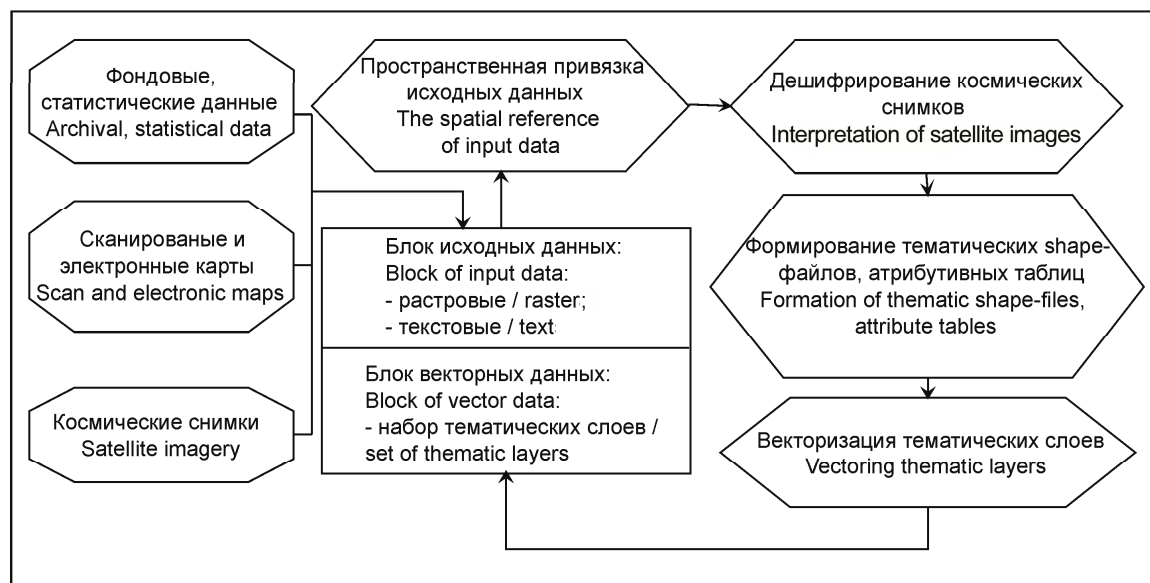 Фондовые,
статистические данные
Archival, statistical data
Сканированые и
электронные карты
Scan and electronic maps
Космические снимки
Satellite imagery
Пространственная привязка
исходных данных
The spatial reference
of input data
Блок исходных данных:
Block of input data:
- растровые / raster;
- текстовые / text
Блок векторных данных:
Block of vector data:
- набор тематических слоев /
set of thematic layers
Дешифрирование космических
снимков
Interpretation of satellite images
Формирование тематических shape-
файлов, атрибутивных таблиц
Formation of thematic shape-files,
attribute tables
Векторизация тематических слоев
Vectoring thematic layers